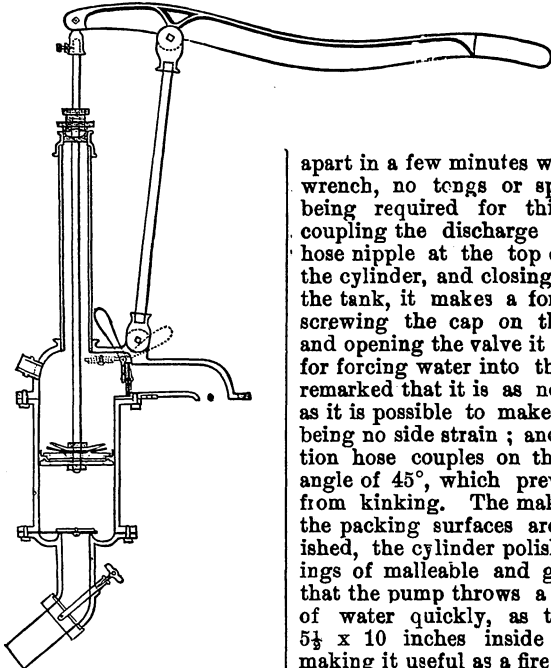 apart in a few minutes w
wrench, no tongs or sp
being required for thi
coupling the discharge
hose nipple at the top
the cylinder, and closing
the tank, it makes a for
screwing the cap on th
and opening the valve it
for forcing water into th
remarked that it is as ne
as it is possible to make
being no side strain ; and
tion hose couples on th
angle of 45°, which prev
from kinking. The mak
the packing surfaces are
ished, the cylinder polis
ings of malleable and g
that the pump throws a
of water quickly, as t
5½ x 10 inches inside
making it useful as a fire